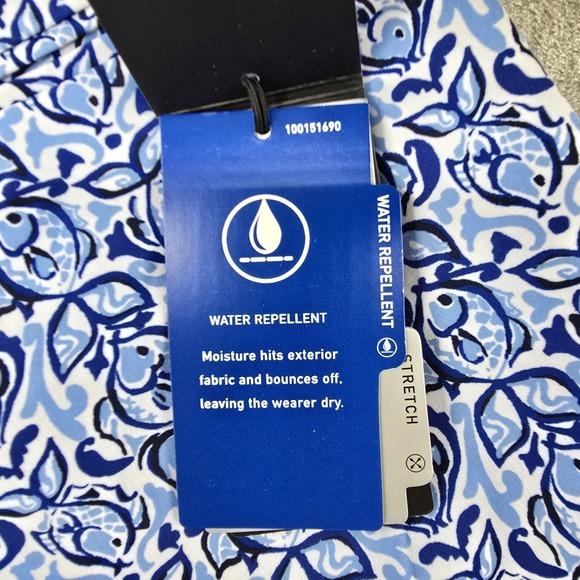 100151690
WATER REPELLENT
Moisture hits exterior
fabric and bounces off,
leaving the wearer dry.
WATER REPELLENT
STRETCH